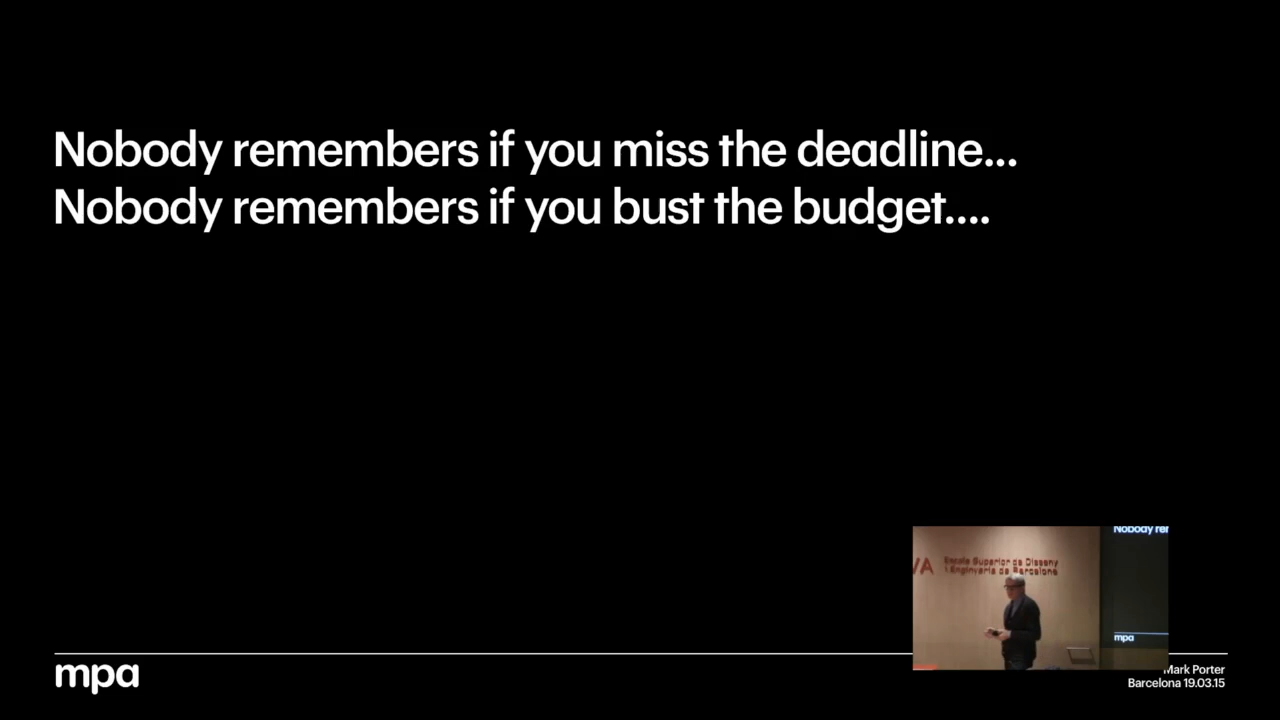 Nobody remembers if you miss the deadline...
Nobody remembers if you bust the budget....
Escola Superior de Disseny
i Enginyeria de Barcelona
mpa
mpa
Mark Porter
Barcelona 19.03.15